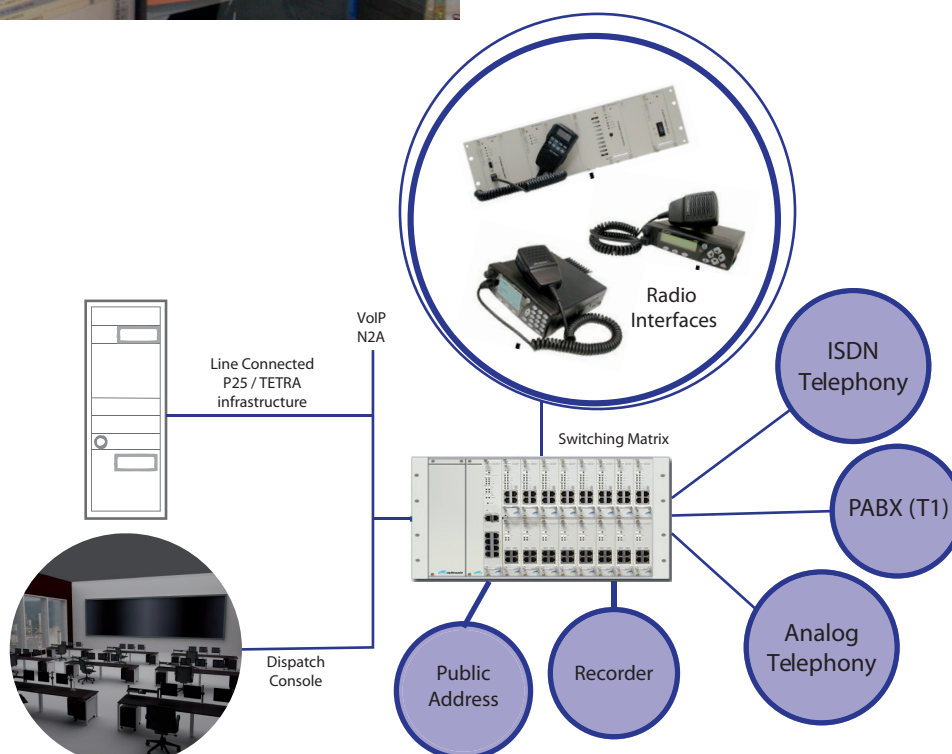 VoIP
N2A
Line Connected
P25 / TETRA
infrastructure
Radio
Interfaces
Switching Matrix
ISDN
Telephony
PABX (T1)
Analog
Telephony
Dispatch
Console
Public
Address
Recorder